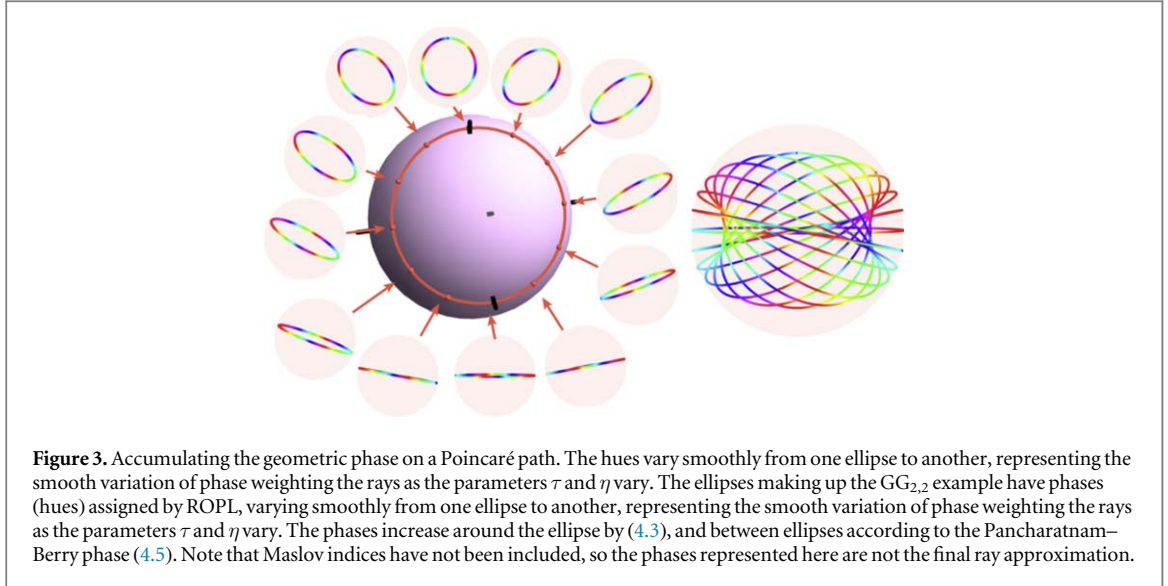 Figure 3. Accumulating the geometric phase on a Poincaré path. The hues vary smoothly from one ellipse to another, representing the
smooth variation of phase weighting the rays as the parameters τ and η vary. The ellipses making up the GG₂,₂ example have phases
(hues) assigned by ROPL, varying smoothly from one ellipse to another, representing the smooth variation of phase weighting the rays
as the parameters τ and η vary. The phases increase around the ellipse by (4.3), and between ellipses according to the Pancharatnam–
Berry phase (4.5). Note that Maslov indices have not been included, so the phases represented here are not the final ray approximation.